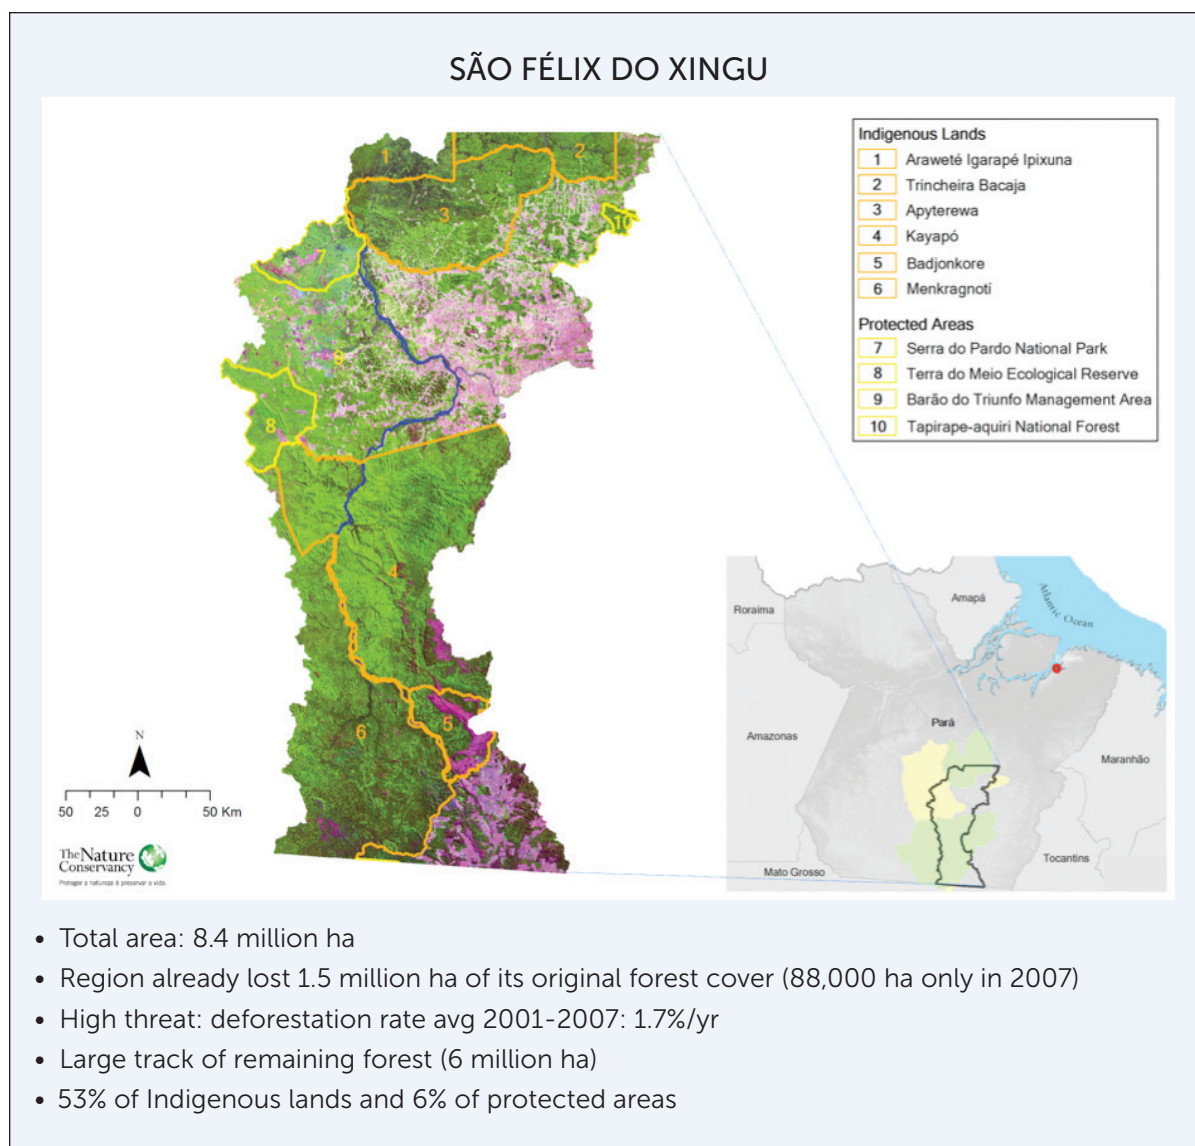 SÃO FÉLIX DO XINGU
Indigenous Lands
1 Araweté Igarapé Ipixuna
2 Trincheira Bacaja
3 Apyterewa
4 Kayapó
5 Badjonkore
6 Menkragnotí
Protected Areas
7 Serra do Pardo National Park
8 Terra do Meio Ecological Reserve
9 Barão do Triunfo Management Area
10 Tapirape-aquiri National Forest
1
2
3
10
7
9
8
4
5
6
N
50 25 0 50 Km
The Nature
Conservancy
Proteger a natureza é preservar a vida.
Roraima
Amapá
Atlantic Ocean
Pará
Amazonas
Maranhão
Tocantins
Mato Grosso
• Total area: 8.4 million ha
• Region already lost 1.5 million ha of its original forest cover (88,000 ha only in 2007)
• High threat: deforestation rate avg 2001-2007: 1.7%/yr
• Large track of remaining forest (6 million ha)
• 53% of Indigenous lands and 6% of protected areas